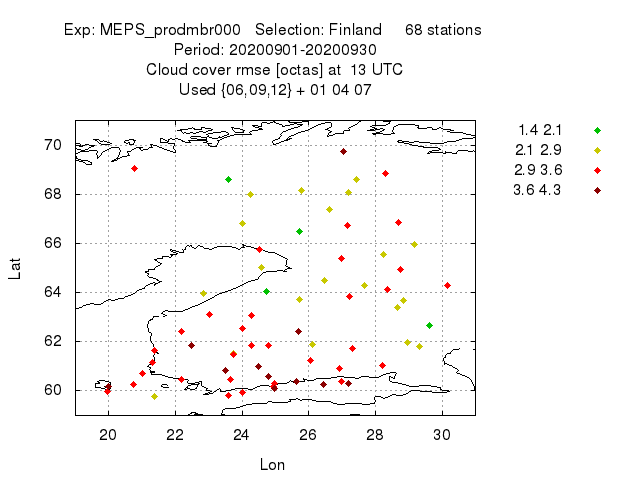 Exp: MEPS_prodmbr000   Selection: Finland     68 stations
Period: 20200901-20200930
Cloud cover rmse [octas] at  13 UTC
Used {06,09,12} + 01 04 07
1.4 2.1
2.1 2.9
2.9 3.6
3.6 4.3
70
68
66
64
62
60
Lat
20 22 24 26 28 30
Lon